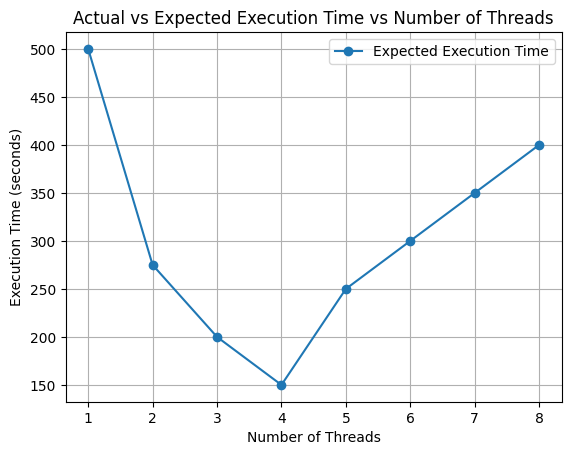 Actual vs Expected Execution Time vs Number of Threads
Expected Execution Time
Execution Time (seconds)
500
450
400
350
300
250
200
150
1 2 3 4 5 6 7 8
Number of Threads